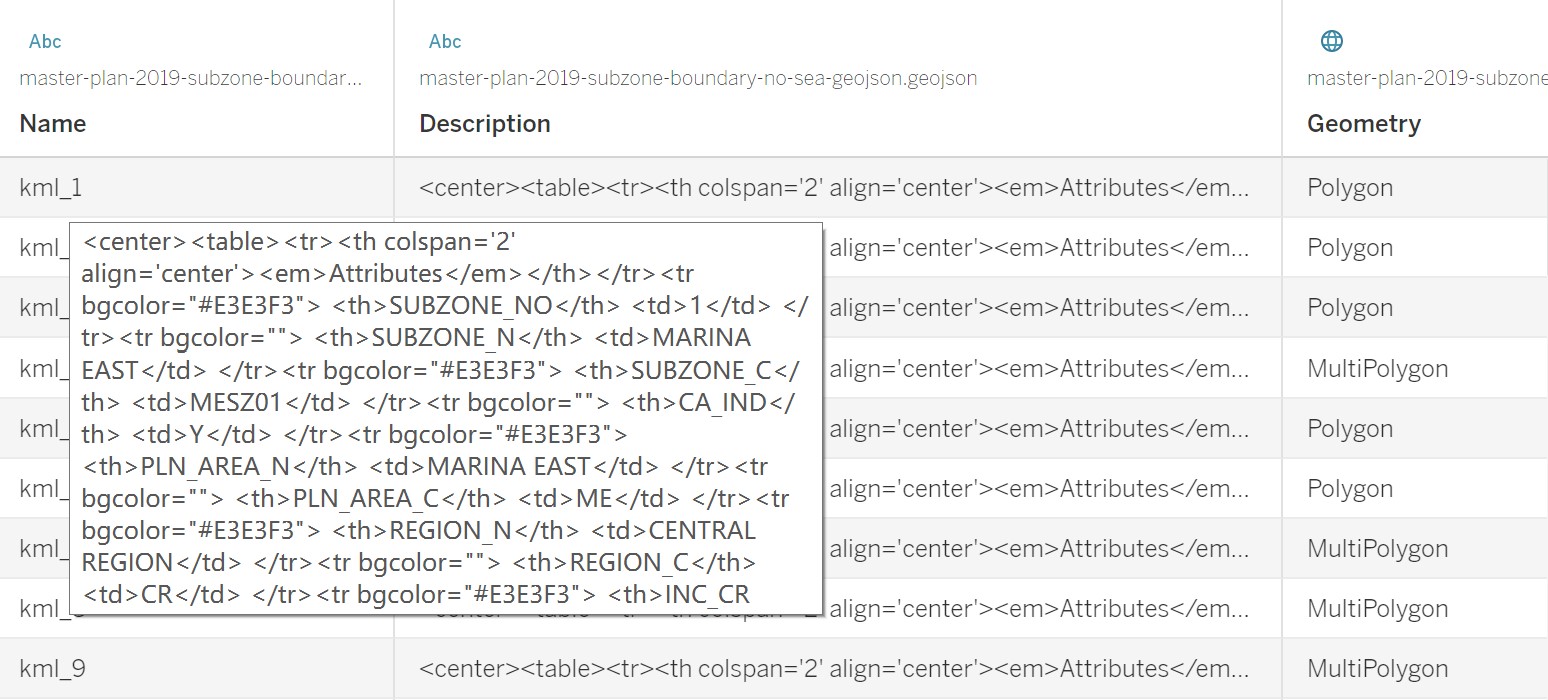 Abc
Abc
master-plan-2019-subzone-boundar...
master-plan-2019-subzone-boundary-no-sea-geojson.geojson
master-plan-2019-subzone
Name
Description
Geometry
kml_1
<center><table><tr><th colspan='2' align='center'><em>Attributes</em...
Polygon
kml_
align='center'><em>Attributes</em...
Polygon
kml_
align='center'><em>Attributes</em...
Polygon
kml_
align='center'><em>Attributes</em...
MultiPolygon
kml_
align='center'><em>Attributes</em...
Polygon
kml_
align='center'><em>Attributes</em...
Polygon
kml_
align='center'><em>Attributes</em...
MultiPolygon
kml_
align='center'><em>Attributes</em...
MultiPolygon
kml_9
<center><table><tr><th colspan='2' align='center'><em>Attributes</em...
MultiPolygon
<center><table><tr><th colspan='2'
align='center'><em>Attributes</em></th></tr><tr
bgcolor="#E3E3F3"> <th>SUBZONE_NO</th> <td>1</td> </
tr><tr bgcolor=""> <th>SUBZONE_N</th> <td>MARINA
EAST</td> </tr><tr bgcolor="#E3E3F3"> <th>SUBZONE_C</
th> <td>MESZ01</td> </tr><tr bgcolor=""> <th>CA_IND</
th> <td>Y</td> </tr><tr bgcolor="#E3E3F3">
<th>PLN_AREA_N</th> <td>MARINA EAST</td> </tr><tr
bgcolor=""> <th>PLN_AREA_C</th> <td>ME</td> </tr><tr
bgcolor="#E3E3F3"> <th>REGION_N</th> <td>CENTRAL
REGION</td> </tr><tr bgcolor=""> <th>REGION_C</th>
<td>CR</td> </tr><tr bgcolor="#E3E3F3"> <th>INC_CR